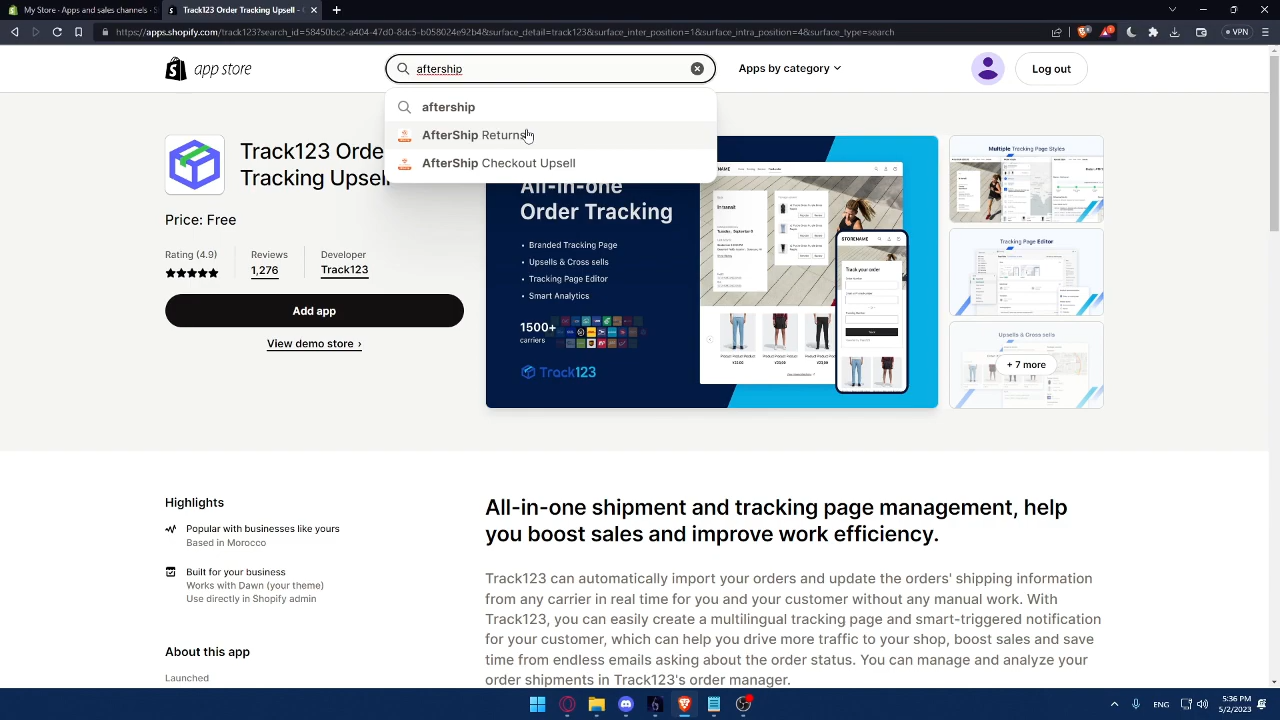 My Store · Apps and sales channels · S
Track123 Order Tracking Upsell - 
https://apps.shopify.com/track123?search_id=58450bc2-a404-47d0-8dc5-b058024e92b4&surface_detail=track123&surface_inter_position=1&surface_intra_position=4&surface_type=search
VPN
app store
aftership
Apps by category
Log out
aftership
AfterShip Returns
AfterShip Checkout Upsell
Track123 Orde
Tracking Upsel
Price: Free
Rating (4.9)
Reviews
Developer
1,276
Track123
Add app
View demo store
All-in-one
Order Tracking
• Branded Tracking Page
• Upsells & Cross sells
• Tracking Page Editor
• Smart Analytics
1500+
carriers
Track123
STORENAME
In transit
STORENAME
Track your order
Multiple Tracking Page Styles
Tracking Page Editor
Upsells & Cross sells
+ 7 more
Highlights
Popular with businesses like yours
Based in Morocco
Built for your business
Works with Dawn (your theme)
Use directly in Shopify admin
About this app
Launched
All-in-one shipment and tracking page management, help
you boost sales and improve work efficiency.
Track123 can automatically import your orders and update the orders' shipping information
from any carrier in real time for you and your customer without any manual work. With
Track123, you can easily create a multilingual tracking page and smart-triggered notification
for your customer, which can help you drive more traffic to your shop, boost sales and save
time from endless emails asking about the order status. You can manage and analyze your
order shipments in Track123's order manager.
ENG
5:36 PM
5/2/2023